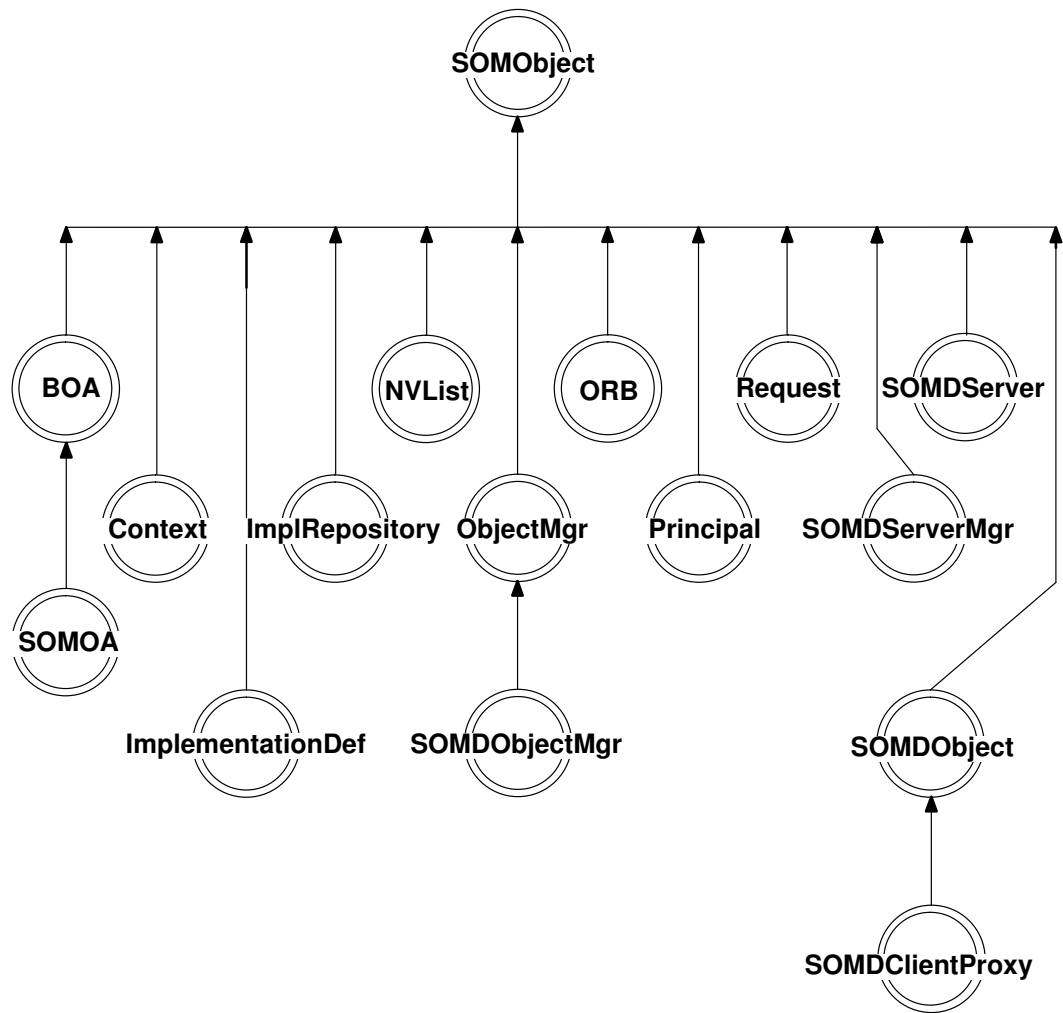 SOMObject
BOA
NVList
ORB
Request
SOMDServer
Context
ImplRepository
ObjectMgr
Principal
SOMDServerMgr
SOMOA
ImplementationDef
SOMDObjectMgr
SOMDObject
SOMDClientProxy